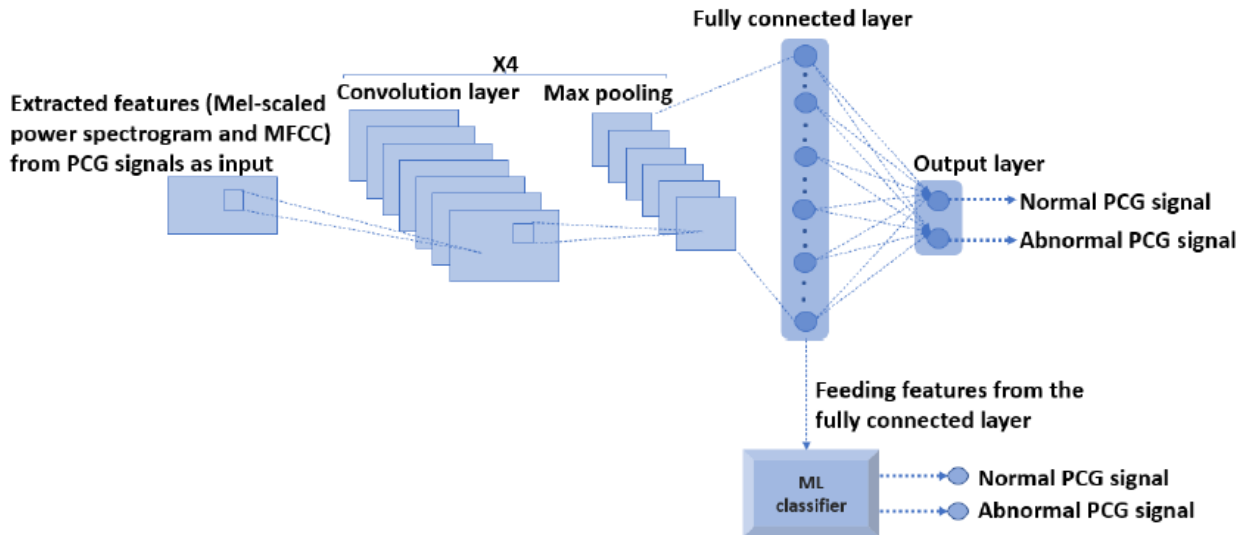 Fully connected layer
X4
Convolution layer
Max pooling
Extracted features (Mel-scaled
power spectrogram and MFCC)
from PCG signals as input
Output layer
Normal PCG signal
Abnormal PCG signal
Feeding features from the
fully connected layer
ML
classifier
Normal PCG signal
Abnormal PCG signal